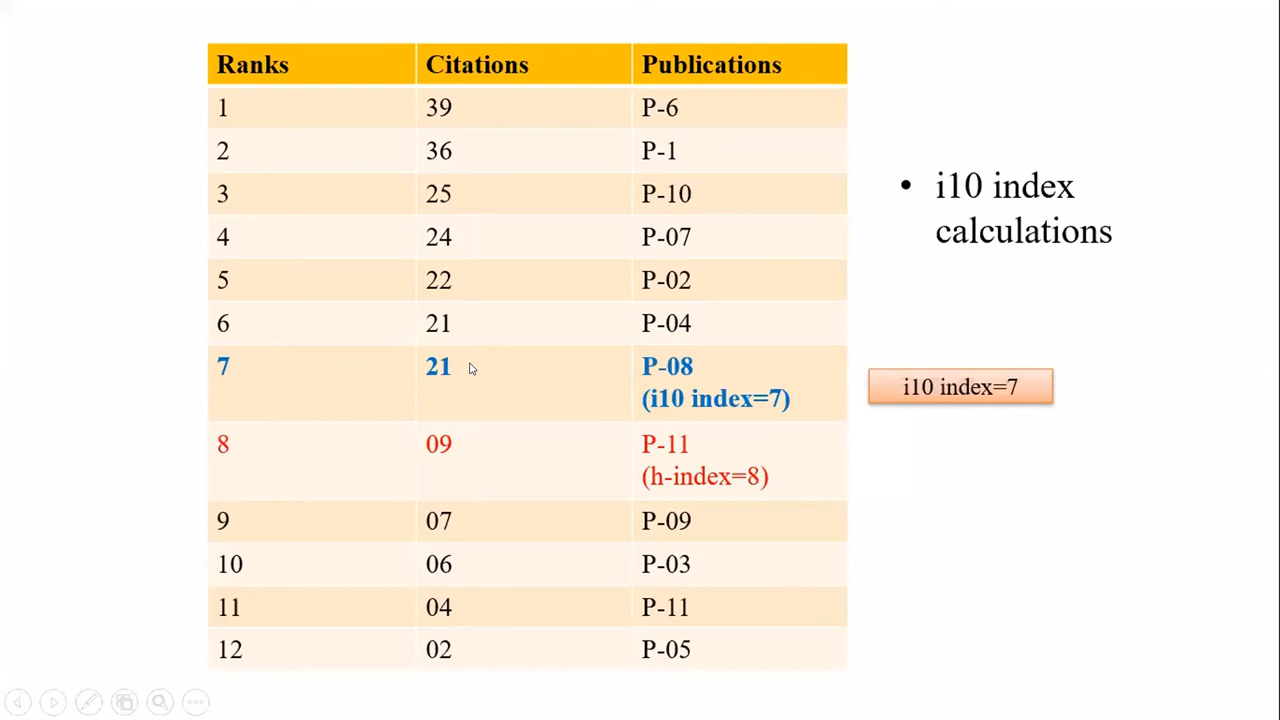 Ranks Citations Publications
1 39 P-6
2 36 P-1
3 25 P-10
4 24 P-07
5 22 P-02
6 21 P-04
7 21 P-08
(i10 index=7)
8 09 P-11
(h-index=8)
9 07 P-09
10 06 P-03
11 04 P-11
12 02 P-05
• i10 index
calculations
i10 index=7